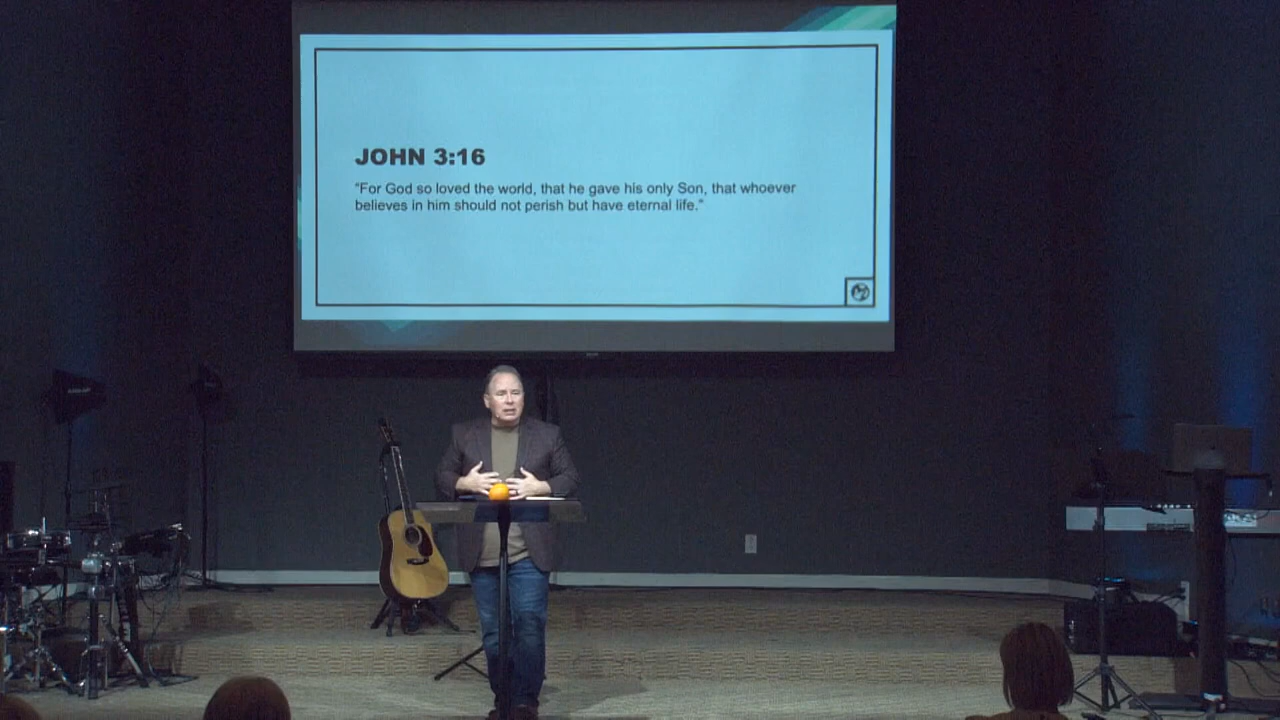 JOHN 3:16
“For God so loved the world, that he gave his only Son, that whoever
believes in him should not perish but have eternal life.”